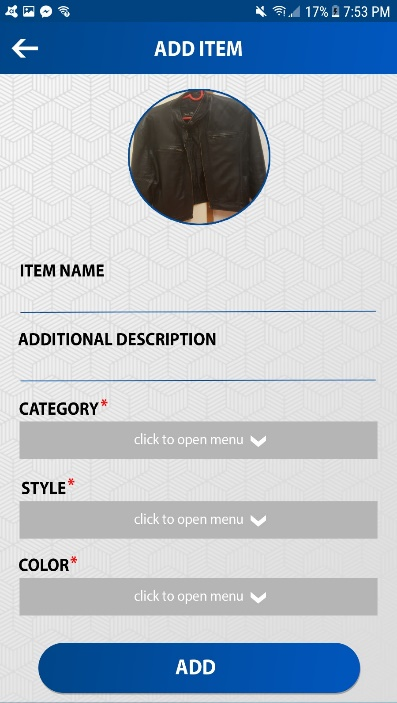 17% 7:53 PM
ADD ITEM
ITEM NAME
ADDITIONAL DESCRIPTION
CATEGORY*
click to open menu
STYLE*
click to open menu
COLOR*
click to open menu
ADD